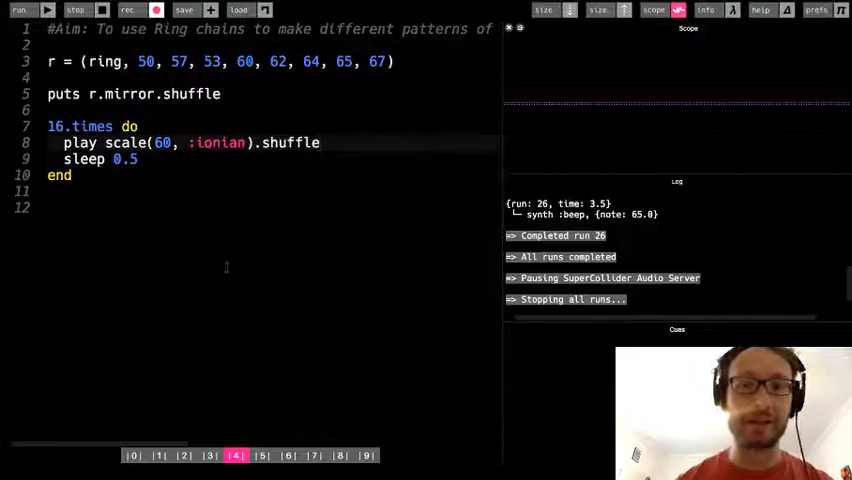 run stop rec save load size size scope info help prefs
1 #Aim: To use Ring chains to make different patterns of
2
3 r = (ring, 50, 57, 53, 60, 62, 64, 65, 67)
4
5 puts r.mirror.shuffle
6
7 16.times do
8 play scale(60, :ionian).shuffle
9 sleep 0.5
10 end
11
12
|0| |1| |2| |3| |4| |5| |6| |7| |8| |9|
Scope
Log
{run: 26, time: 3.5}
└─ synth :beep, {note: 65.0}
=> Completed run 26
=> All runs completed
=> Pausing SuperCollider Audio Server
=> Stopping all runs...
Cues